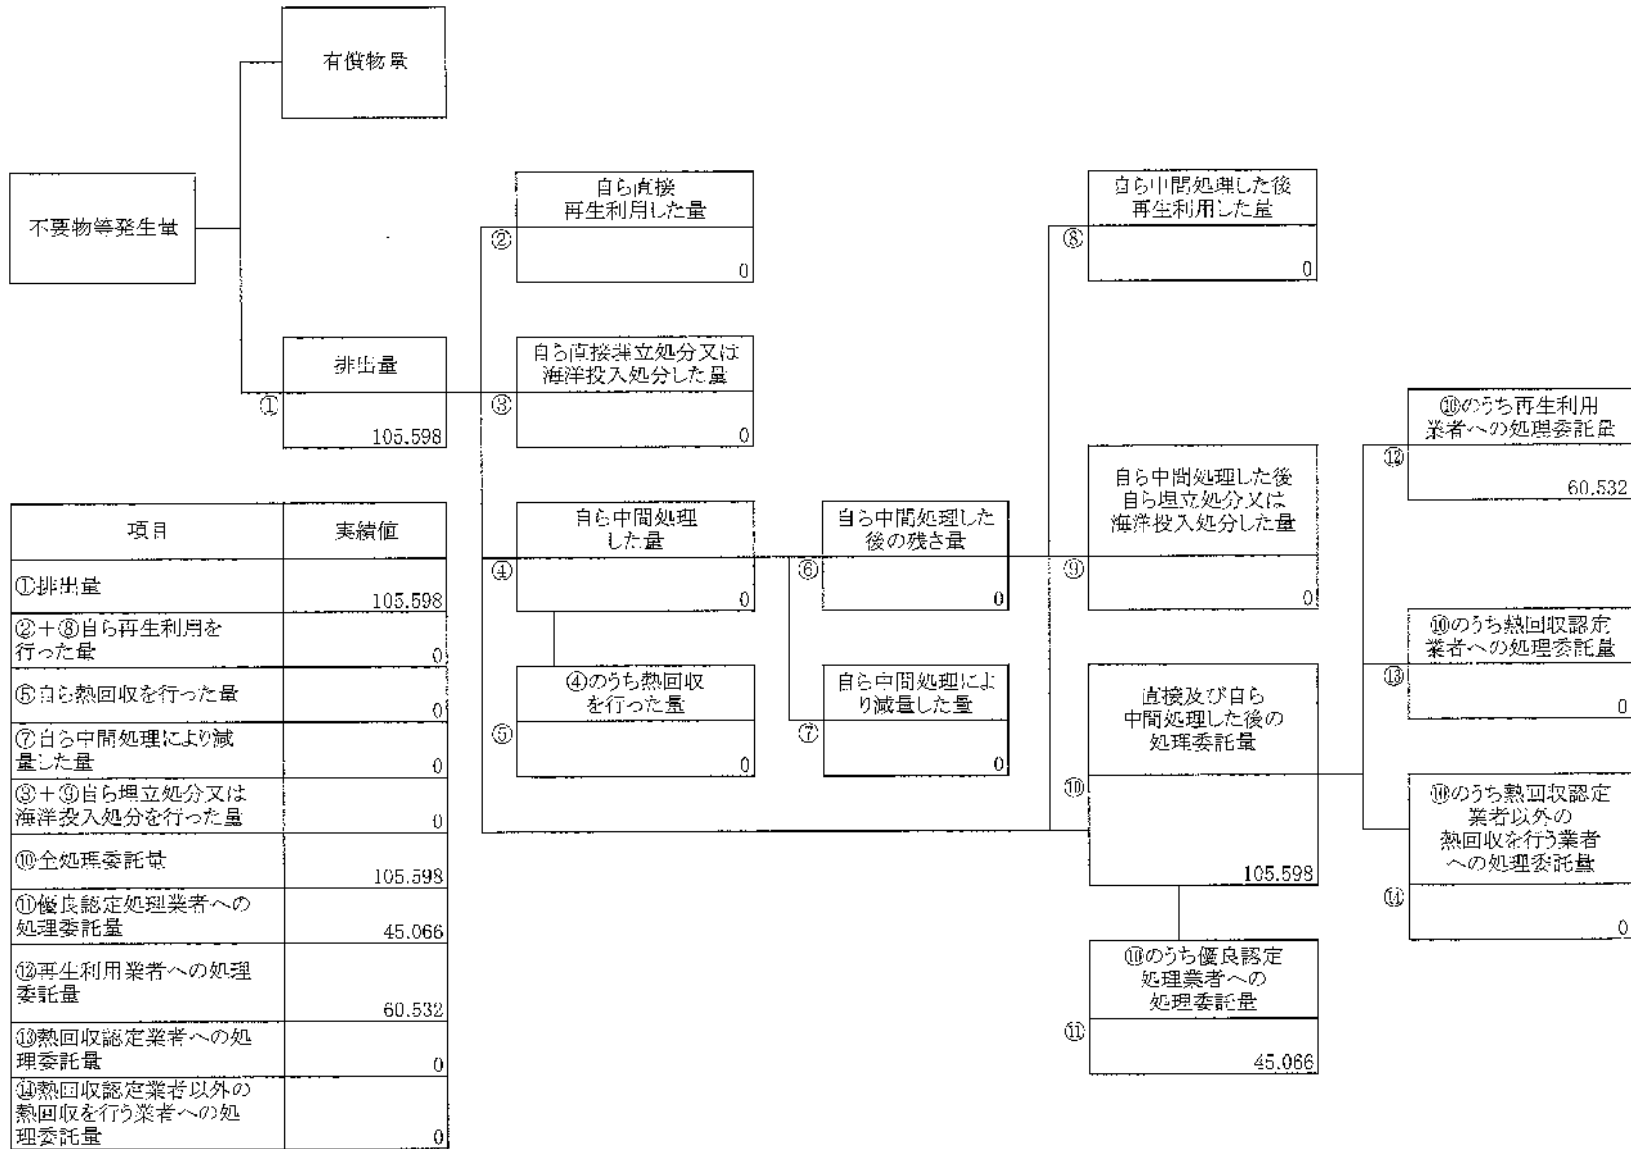 有償物量
不要物等発生量
排出量
①
105.598
自ら直接
再生利用した量
②
0
自ら直接埋立処分又は
海洋投入処分した量
③
0
自ら中間処理
した量
④
0
④のうち熱回収
を行った量
⑤
0
自ら中間処理した
後の残さ量
⑥
0
自ら中間処理によ
り減量した量
⑦
0
自ら中間処理した後
再生利用した量
⑧
0
自ら中間処理した後
自ら埋立処分又は
海洋投入処分した量
⑨
0
直接及び自ら
中間処理した後の
処理委託量
⑩
105.598
⑩のうち優良認定
処理業者への
処理委託量
⑪
45.066
⑩のうち再生利用
業者への処理委託量
⑫
60.532
⑩のうち熱回収認定
業者への処理委託量
⑬
0
⑩のうち熱回収認定
業者以外の
熱回収を行う業者
への処理委託量
⑭
0
項目 実績値
①排出量
105.598
②+⑧自ら再生利用を
行った量 0
⑤自ら熱回収を行った量
0
⑦自ら中間処理により減
量した量 0
③+⑨自ら埋立処分又は
海洋投入処分を行った量 0
⑩全処理委託量
105.598
⑪優良認定処理業者への
処理委託量 45.066
⑫再生利用業者への処理
委託量
60.532
⑬熱回収認定業者への処
理委託量 0
⑭熱回収認定業者以外の
熱回収を行う業者への処
理委託量 0